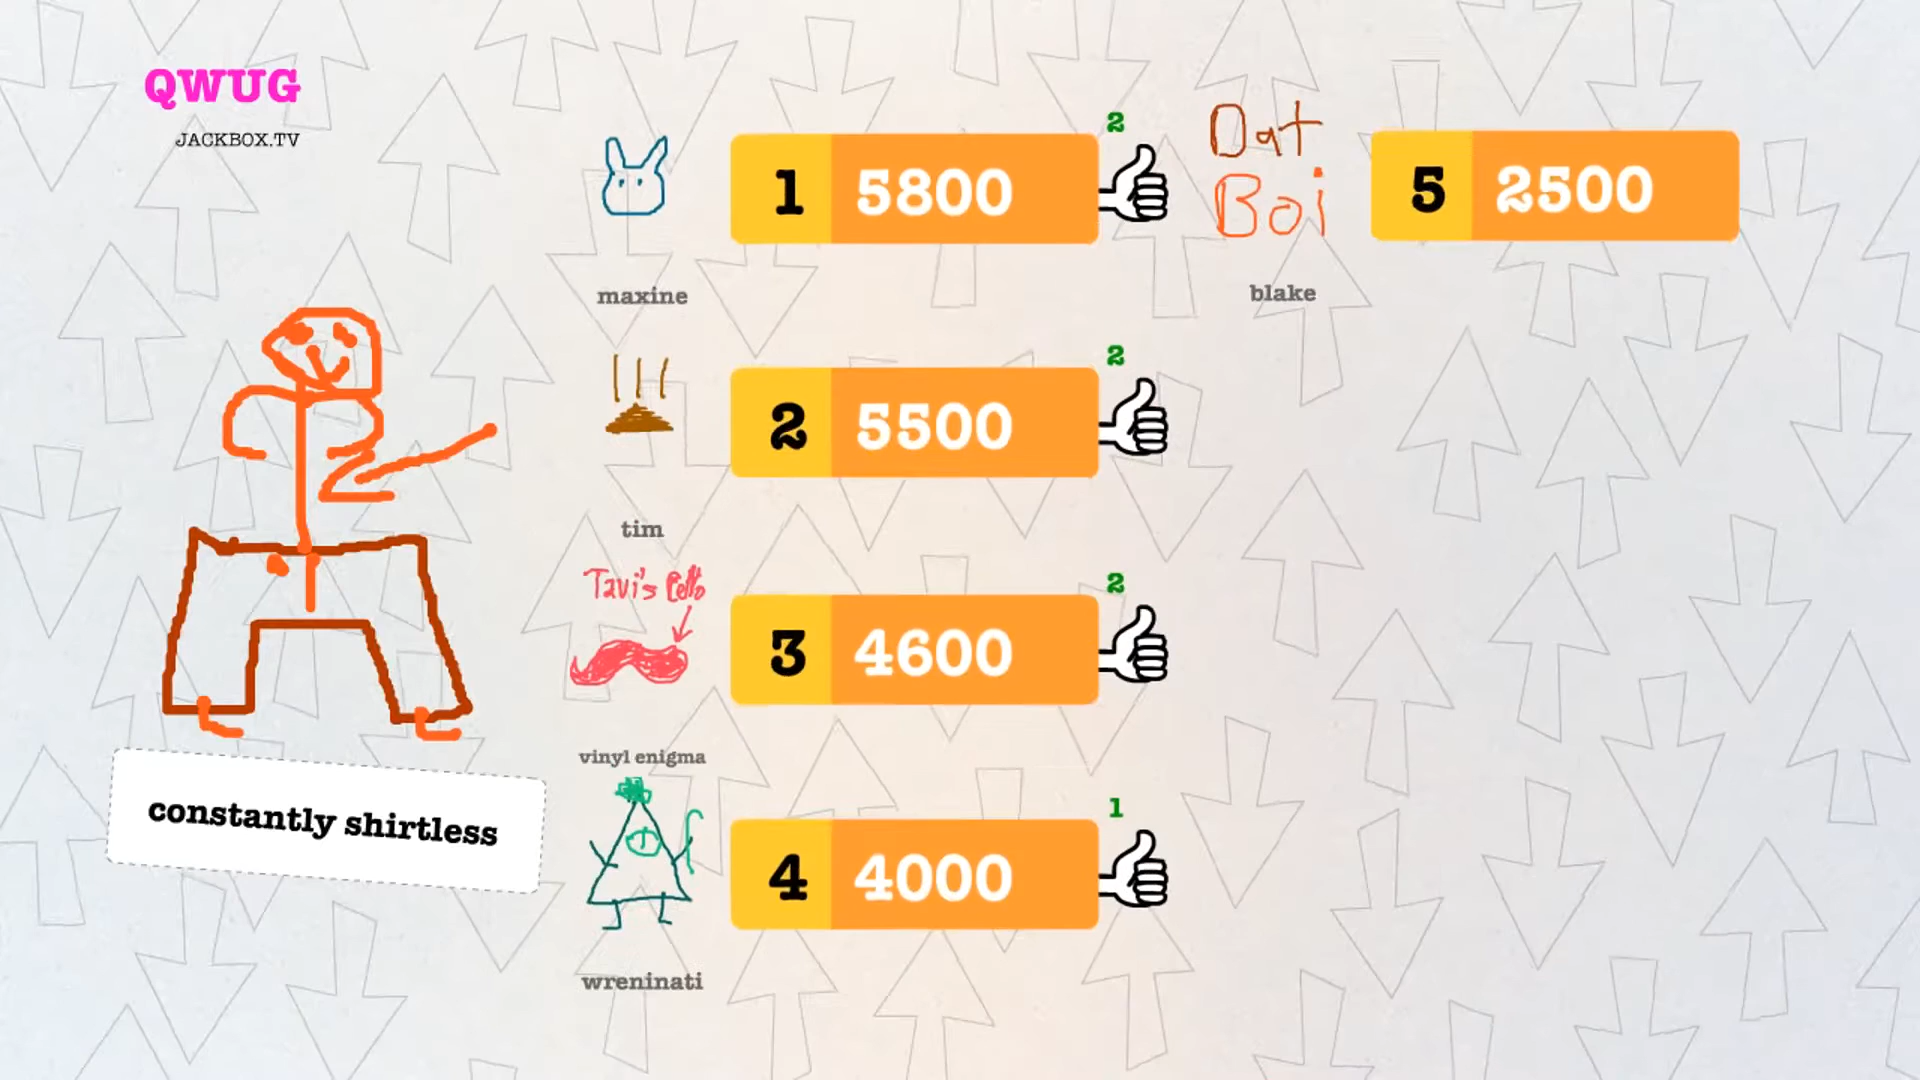 QWUG
JACKBOX.TV
constantly shirtless
maxine
1 5800
2
tim
2 5500
2
Tavi's
vinyl enigma
3 4600
2
wreninati
4 4000
1
Dat
Boi
blake
5 2500